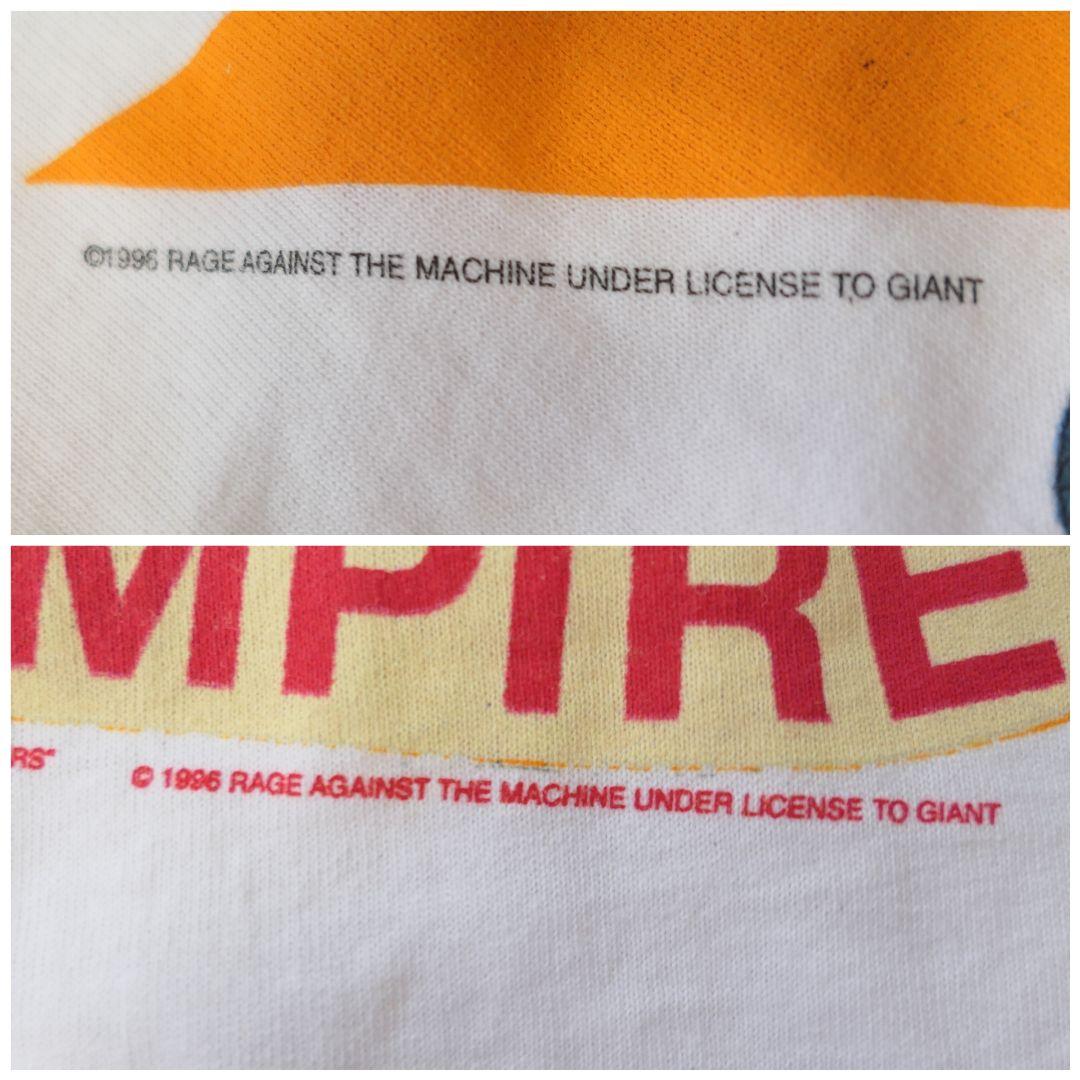 ©1996 RAGE AGAINST THE MACHINE UNDER LICENSE TO GIANT
MPIRE
RS"
© 1996 RAGE AGAINST THE MACHINE UNDER LICENSE TO GIANT